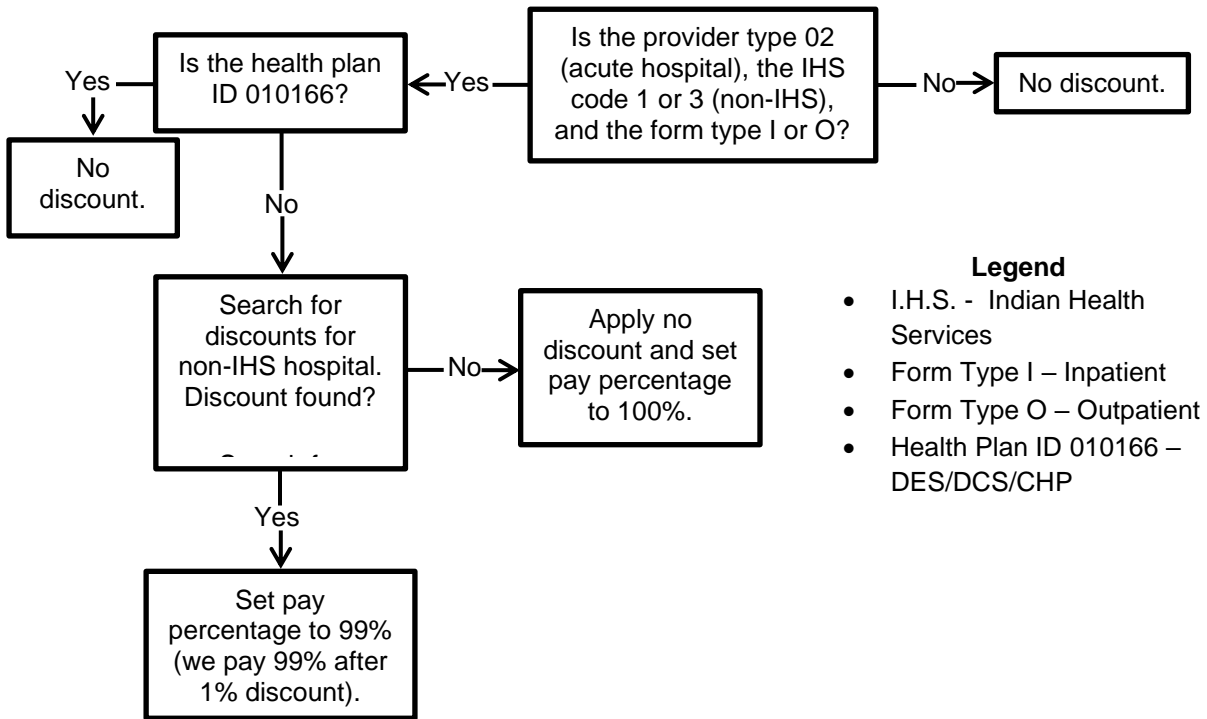 Is the provider type 02
(acute hospital), the IHS
code 1 or 3 (non-IHS),
and the form type I or O?
No
No discount.
Yes
Is the health plan
ID 010166?
Yes
No
discount.
No
Search for
discounts for
non-IHS hospital.
Discount found?
No
Apply no
discount and set
pay percentage
to 100%.
Yes
Set pay
percentage to 99%
(we pay 99% after
1% discount).
Legend
• I.H.S. - Indian Health
Services
• Form Type I – Inpatient
• Form Type O – Outpatient
• Health Plan ID 010166 –
DES/DCS/CHP